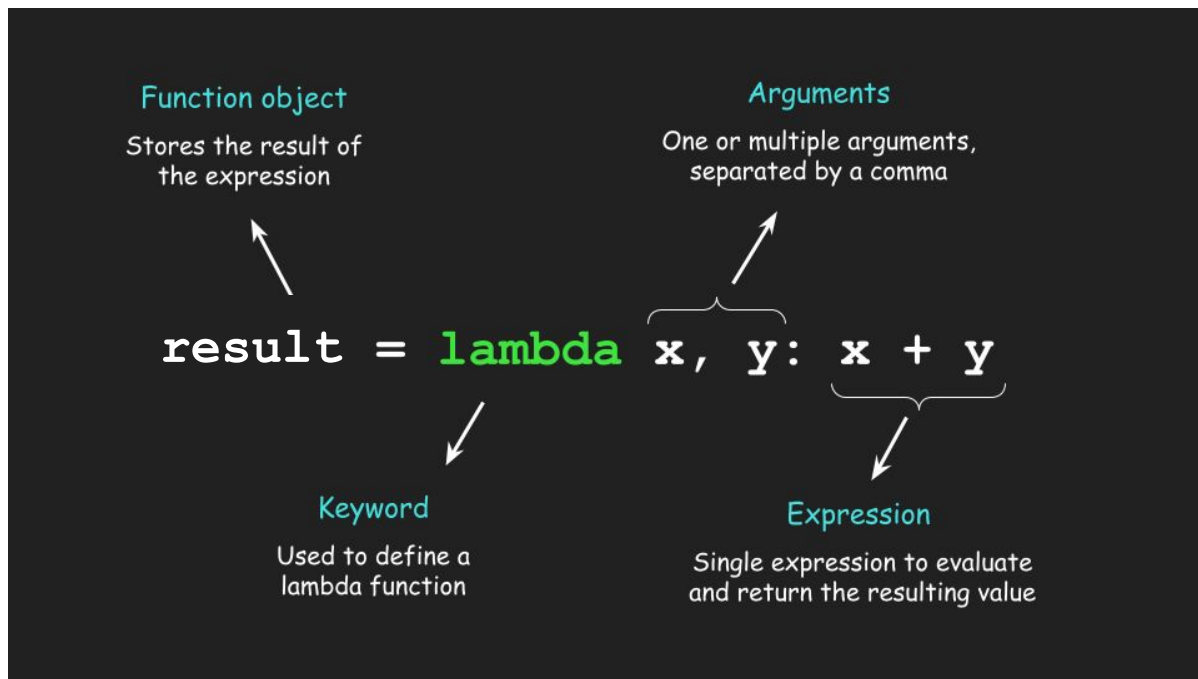 Function object
Stores the result of
the expression
Arguments
One or multiple arguments,
separated by a comma
result = lambda x, y: x + y
Keyword
Used to define a
lambda function
Expression
Single expression to evaluate
and return the resulting value